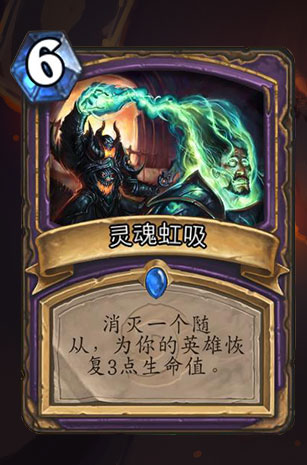 6
灵魂虹吸
消灭一个随
从，为你的英雄恢
复3点生命值。